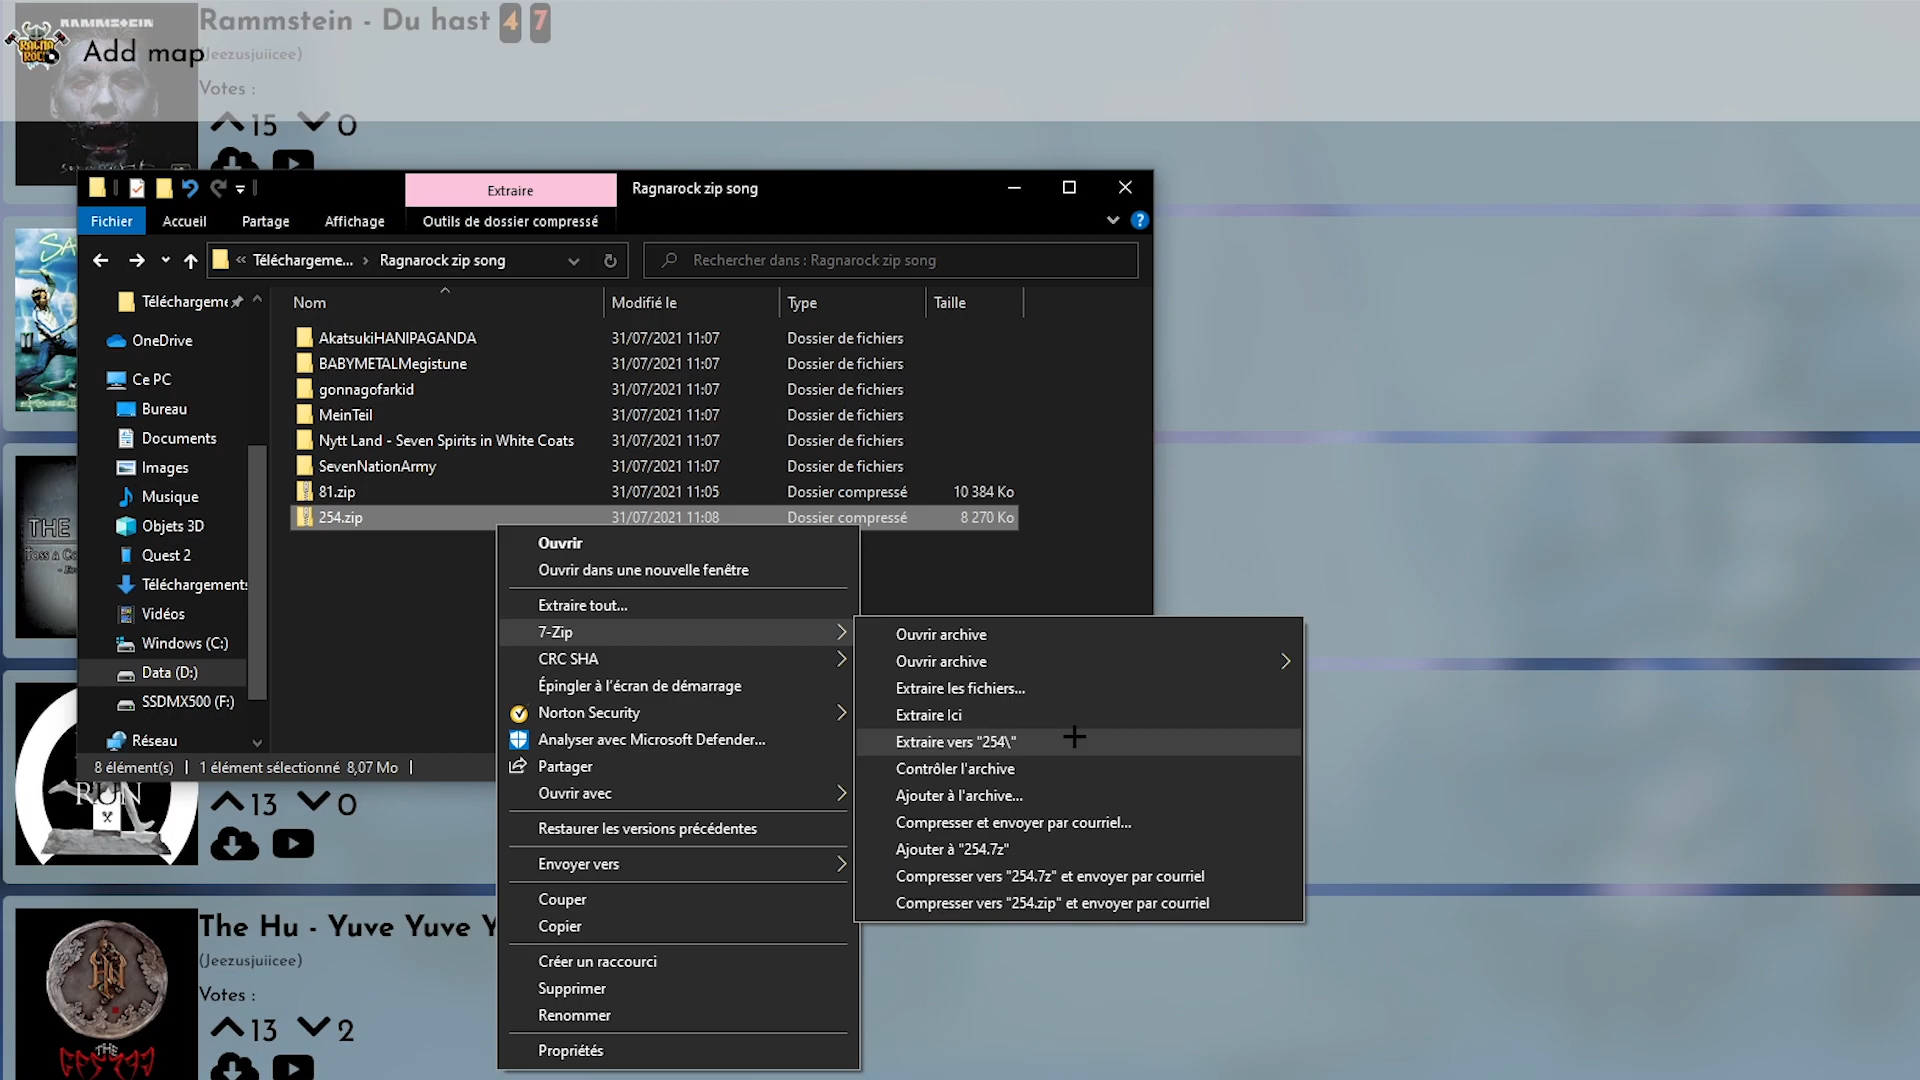 RAMMSTEIN
Rammstein - Du hast 4 7
RAGNA
ROCK
Add map
(Jeezusjuiicee)
Votes :
15 0
Extraire
Ragnarock zip song
Fichier
Accueil
Partage
Affichage
Outils de dossier compressé
?
« Téléchargeme... › Ragnarock zip song
Rechercher dans : Ragnarock zip song
Nom
Modifié le
Type
Taille
Téléchargeme
OneDrive
Ce PC
Bureau
Documents
Images
Musique
Objets 3D
Quest 2
Téléchargements
Vidéos
Windows (C:)
Data (D:)
SSDMX500 (F:)
Réseau
AkatsukiHANIPAGANDA 31/07/2021 11:07 Dossier de fichiers
BABYMETALMegistune 31/07/2021 11:07 Dossier de fichiers
gonnagofarkid 31/07/2021 11:07 Dossier de fichiers
MeinTeil 31/07/2021 11:07 Dossier de fichiers
Nytt Land - Seven Spirits in White Coats 31/07/2021 11:07 Dossier de fichiers
SevenNationArmy 31/07/2021 11:07 Dossier de fichiers
81.zip 31/07/2021 11:05 Dossier compressé 10 384 Ko
254.zip 31/07/2021 11:08 Dossier compressé 8 270 Ko
8 élément(s) 1 élément sélectionné 8,07 Mo
Ouvrir
Ouvrir dans une nouvelle fenêtre
Extraire tout...
7-Zip
CRC SHA
Épingler à l'écran de démarrage
Norton Security
Analyser avec Microsoft Defender...
Partager
Ouvrir avec
Restaurer les versions précédentes
Envoyer vers
Couper
Copier
Créer un raccourci
Supprimer
Renommer
Propriétés
Ouvrir archive
Ouvrir archive
Extraire les fichiers...
Extraire Ici
Extraire vers "254\"
Contrôler l'archive
Ajouter à l'archive...
Compresser et envoyer par courriel...
Ajouter à "254.7z"
Compresser vers "254.7z" et envoyer par courriel
Compresser vers "254.zip" et envoyer par courriel
SA
THE
RUN
13 0
The Hu - Yuve Yuve Y
(Jeezusjuiicee)
Votes :
13 2
THE